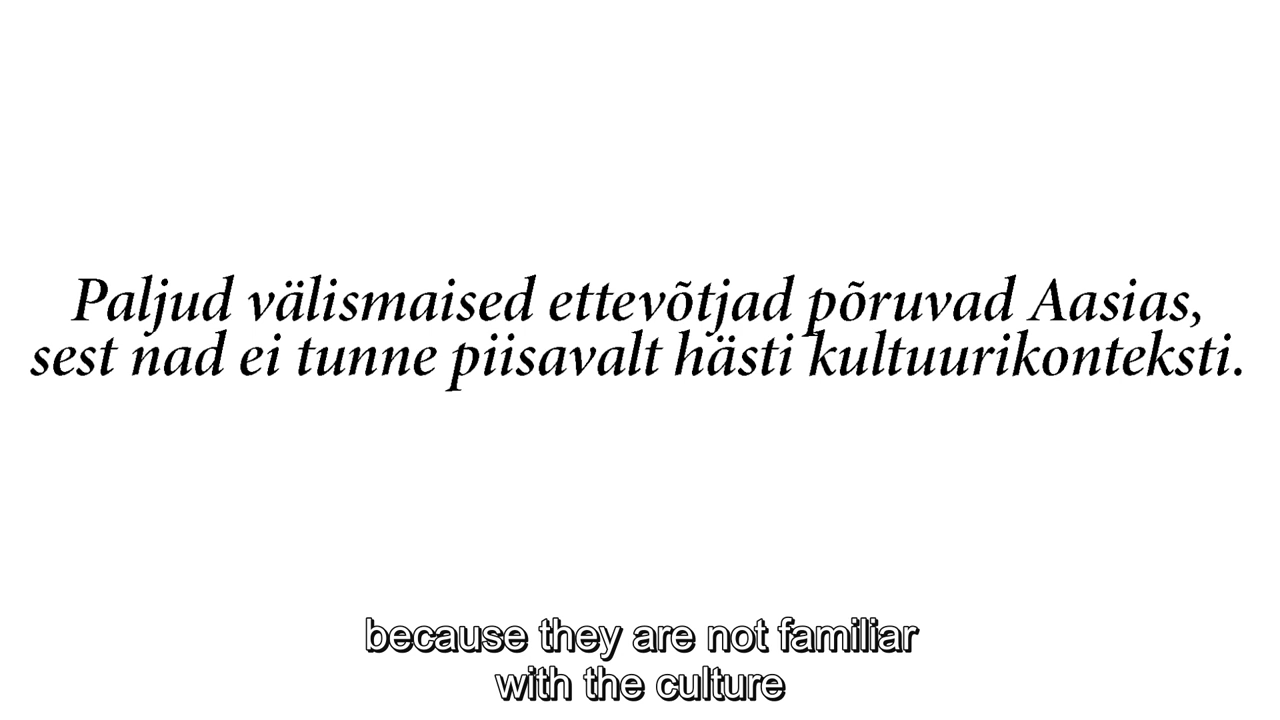 Paljud välismaised ettevõtjad põruvad Aasias,
sest nad ei tunne piisavalt hästi kultuurikonteksti.
because they are not familiar
with the culture